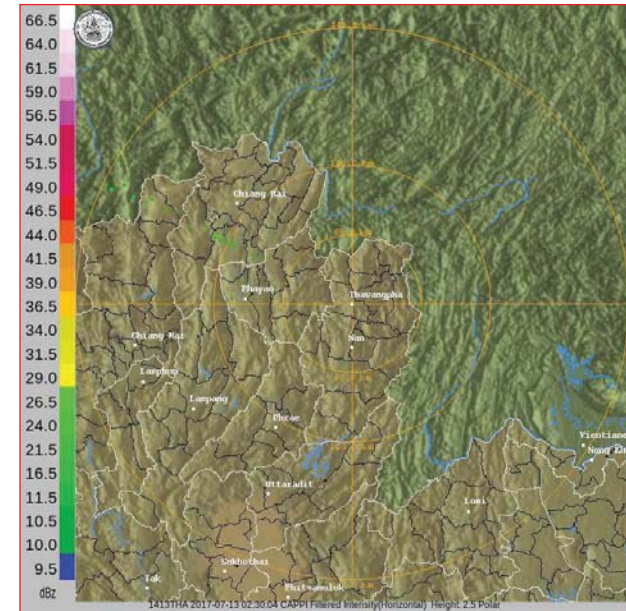 66.5
64.0
61.5
59.0
56.5
54.0
51.5
49.0
46.5
44.0
41.5
39.0
36.5
34.0
31.5
29.0
26.5
24.0
21.5
16.5
11.5
10.5
10.0
9.5
dBz
Chiang Rai
Phayao
Thawangpha
Chiang Mai
Nan
Lamphun
Lampang
Phrae
Vientiane
Nong
Uttaradit
Loei
Sukhothai
Tak
Phitsanulok
1413THA 2017-07-13 02:30:04 CAPPI Filtered Intensity(Horizontal) Height: 2.5 Polar